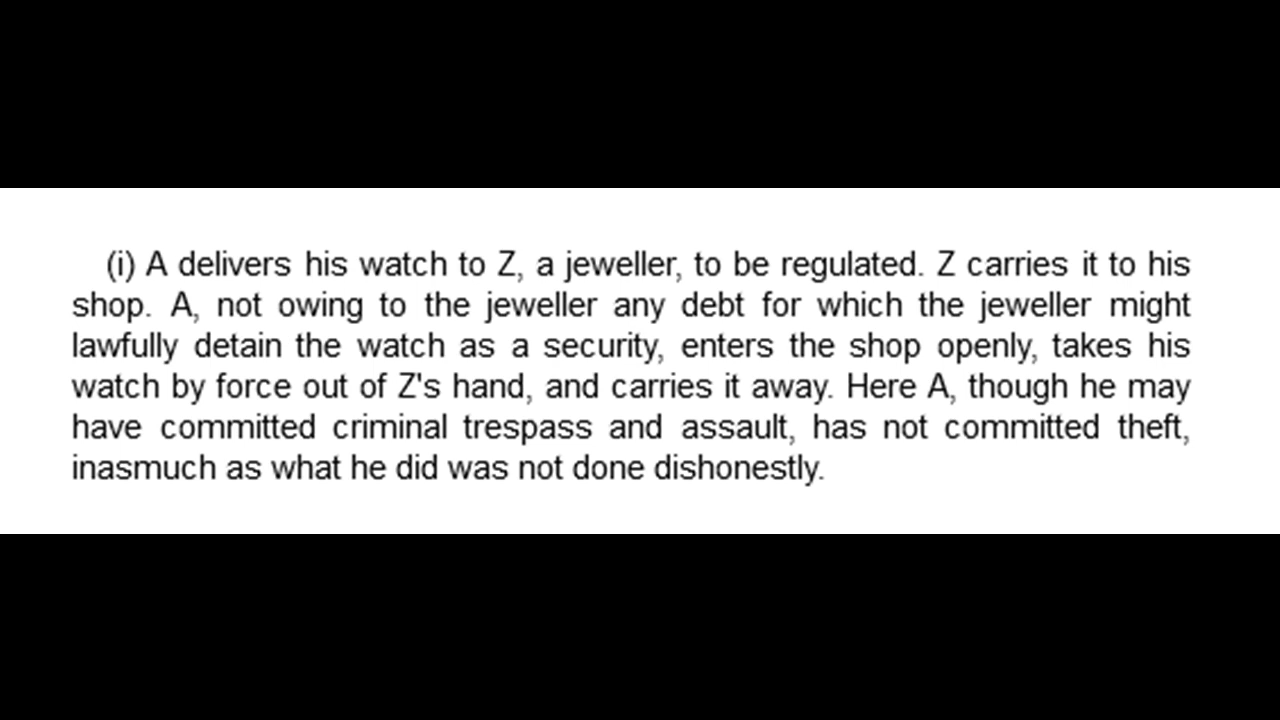 (i) A delivers his watch to Z, a jeweller, to be regulated. Z carries it to his
shop. A, not owing to the jeweller any debt for which the jeweller might
lawfully detain the watch as a security, enters the shop openly, takes his
watch by force out of Z's hand, and carries it away. Here A, though he may
have committed criminal trespass and assault, has not committed theft,
inasmuch as what he did was not done dishonestly.